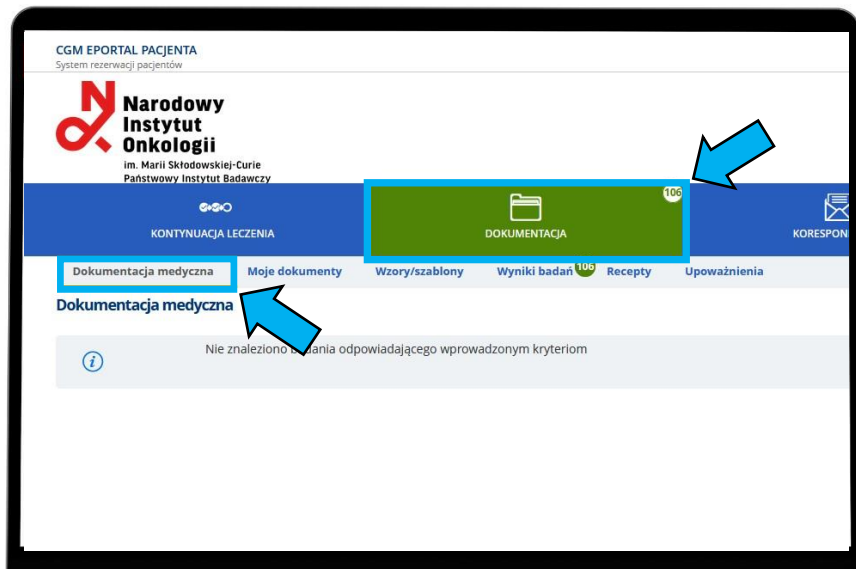 CGM EPORTAL PACJENTA
System rezerwacji pacjentów
Narodowy
Instytut
Onkologii
im. Marii Skłodowskiej-Curie
Państwowy Instytut Badawczy
KONTYNUACJA LECZENIA
DOKUMENTACJA 106
KORESPON
Dokumentacja medyczna Moje dokumenty Wzory/szablony Wyniki badań 106 Recepty Upoważnienia
Dokumentacja medyczna
Nie znaleziono badania odpowiadającego wprowadzonym kryteriom